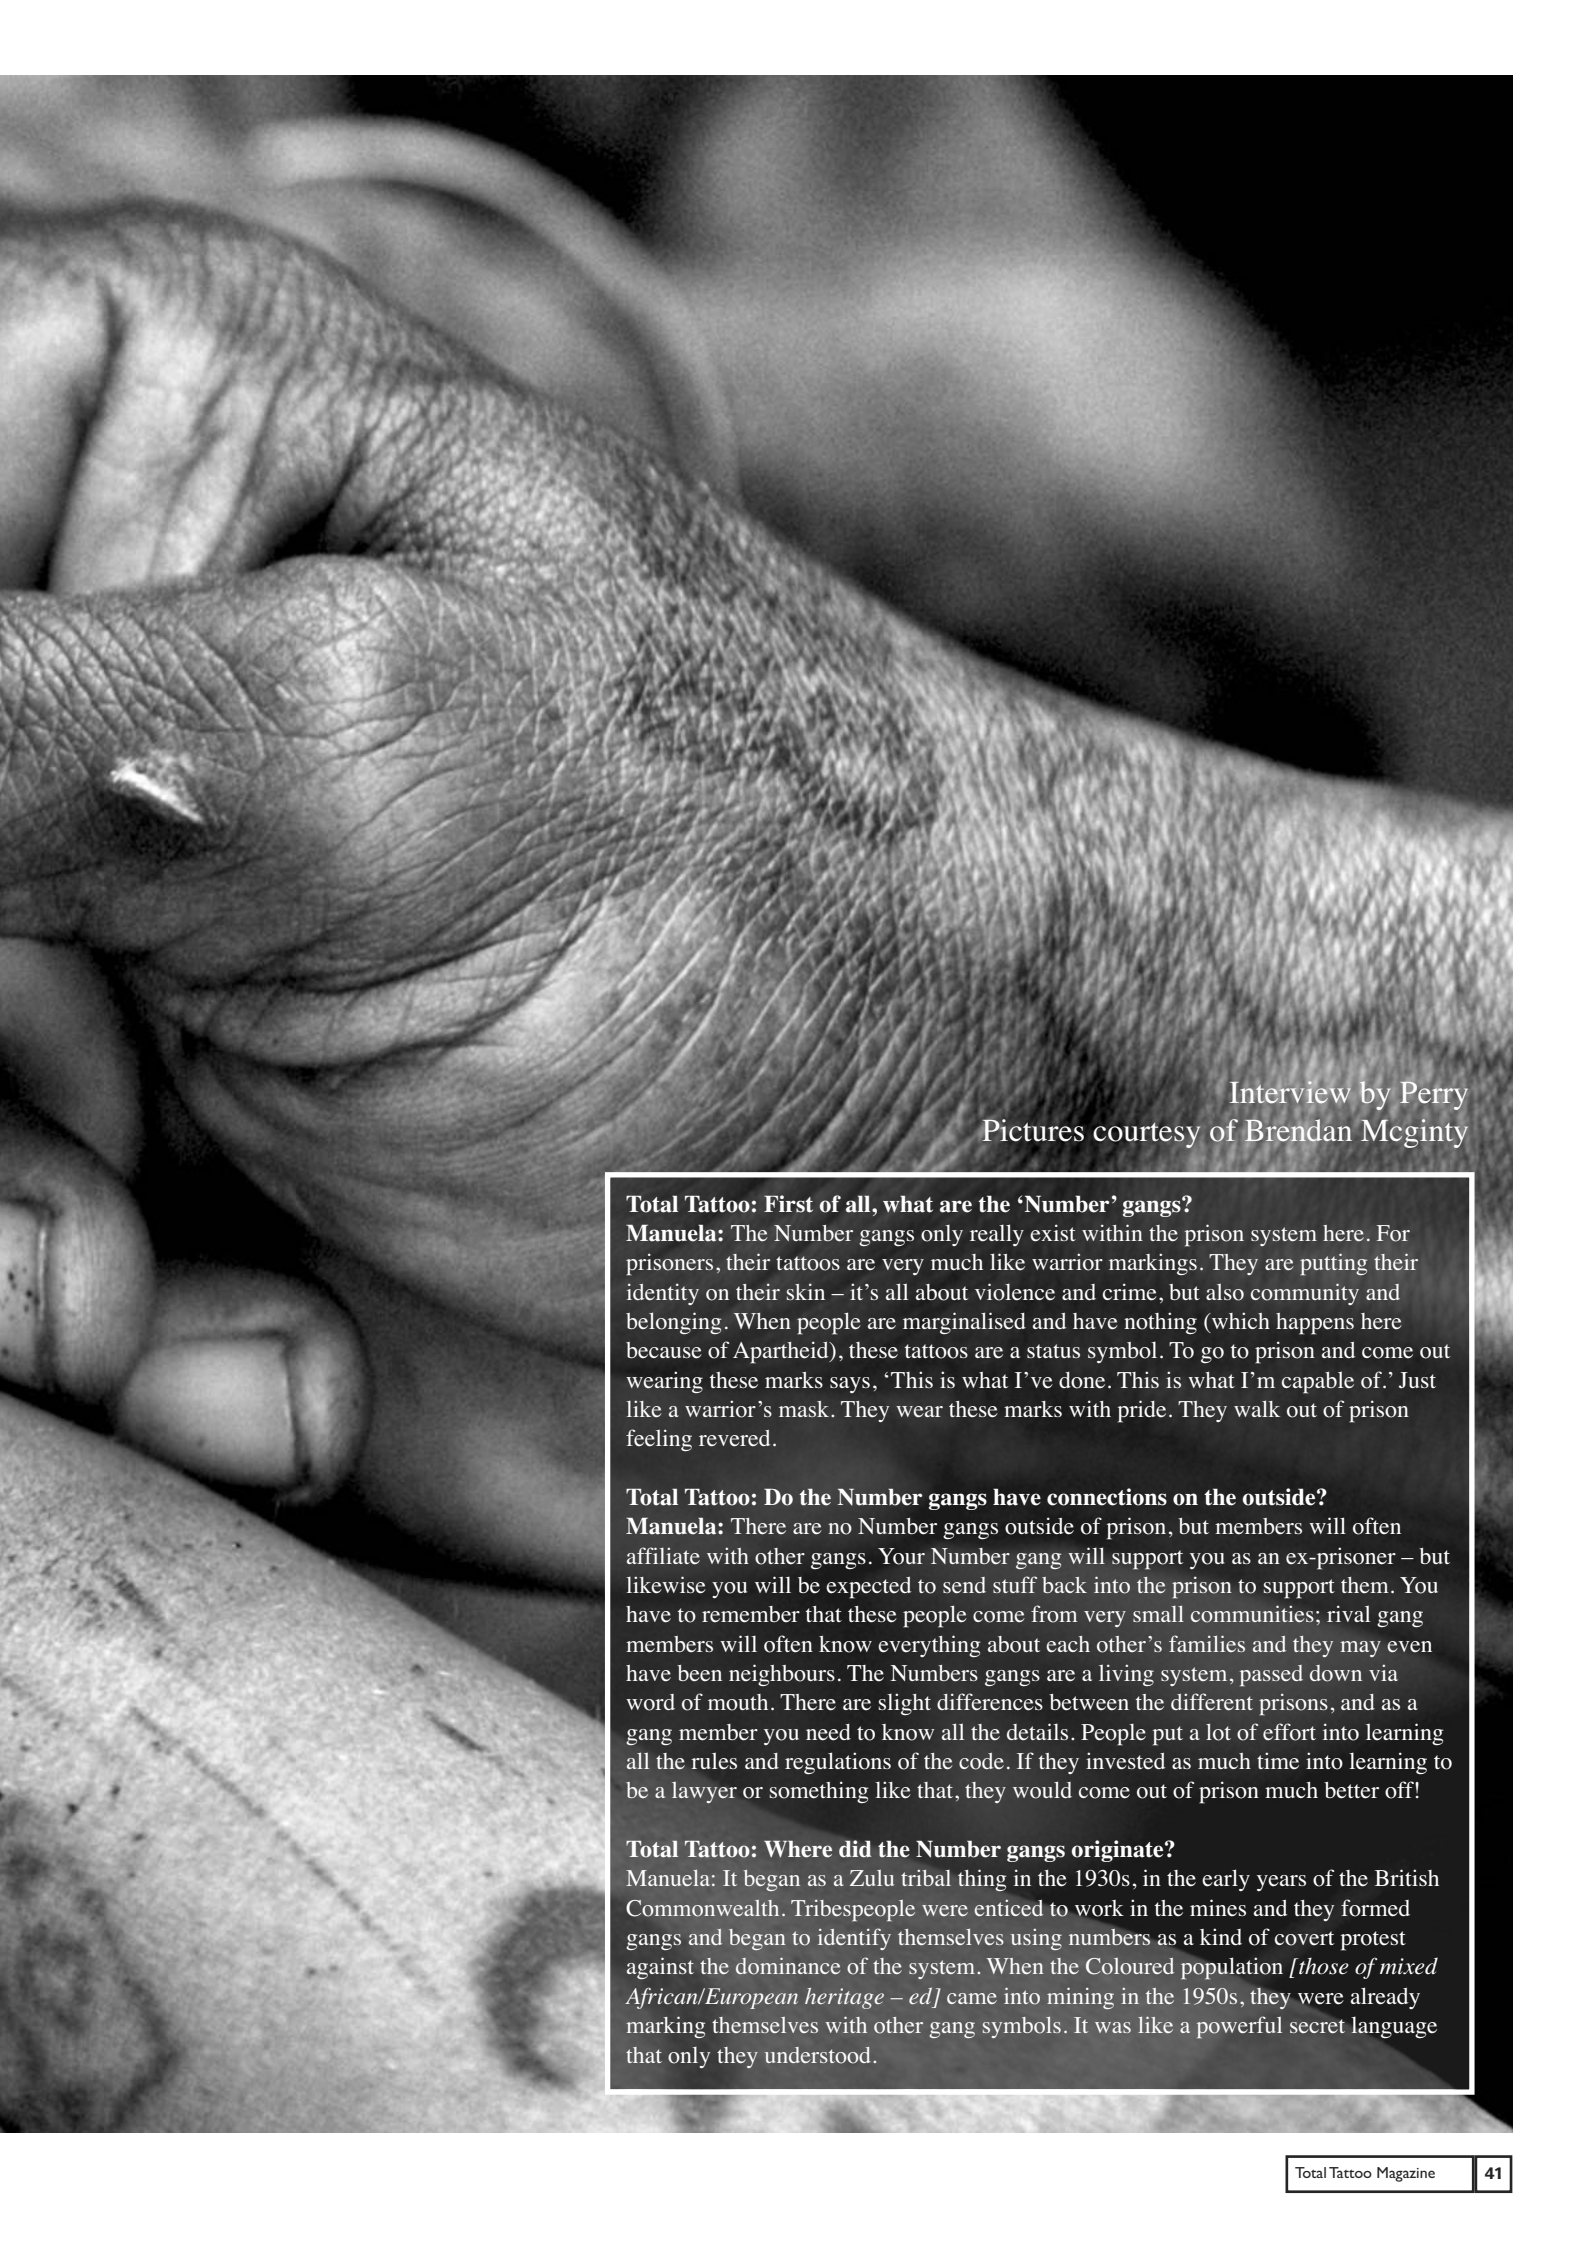 Interview by Perry
Pictures courtesy of Brendan Mcginty
Total Tattoo: First of all, what are the ‘Number’ gangs?
Manuela: The Number gangs only really exist within the prison system here. For
prisoners, their tattoos are very much like warrior markings. They are putting their
identity on their skin – it’s all about violence and crime, but also community and
belonging. When people are marginalised and have nothing (which happens here
because of Apartheid), these tattoos are a status symbol. To go to prison and come out
wearing these marks says, ‘This is what I’ve done. This is what I’m capable of.’ Just
like a warrior’s mask. They wear these marks with pride. They walk out of prison
feeling revered.
Total Tattoo: Do the Number gangs have connections on the outside?
Manuela: There are no Number gangs outside of prison, but members will often
affiliate with other gangs. Your Number gang will support you as an ex-prisoner – but
likewise you will be expected to send stuff back into the prison to support them. You
have to remember that these people come from very small communities; rival gang
members will often know everything about each other’s families and they may even
have been neighbours. The Numbers gangs are a living system, passed down via
word of mouth. There are slight differences between the different prisons, and as a
gang member you need to know all the details. People put a lot of effort into learning
all the rules and regulations of the code. If they invested as much time into learning to
be a lawyer or something like that, they would come out of prison much better off!
Total Tattoo: Where did the Number gangs originate?
Manuela: It began as a Zulu tribal thing in the 1930s, in the early years of the British
Commonwealth. Tribespeople were enticed to work in the mines and they formed
gangs and began to identify themselves using numbers as a kind of covert protest
against the dominance of the system. When the Coloured population [those of mixed
African/European heritage – ed] came into mining in the 1950s, they were already
marking themselves with other gang symbols. It was like a powerful secret language
that only they understood.
Total Tattoo Magazine 41